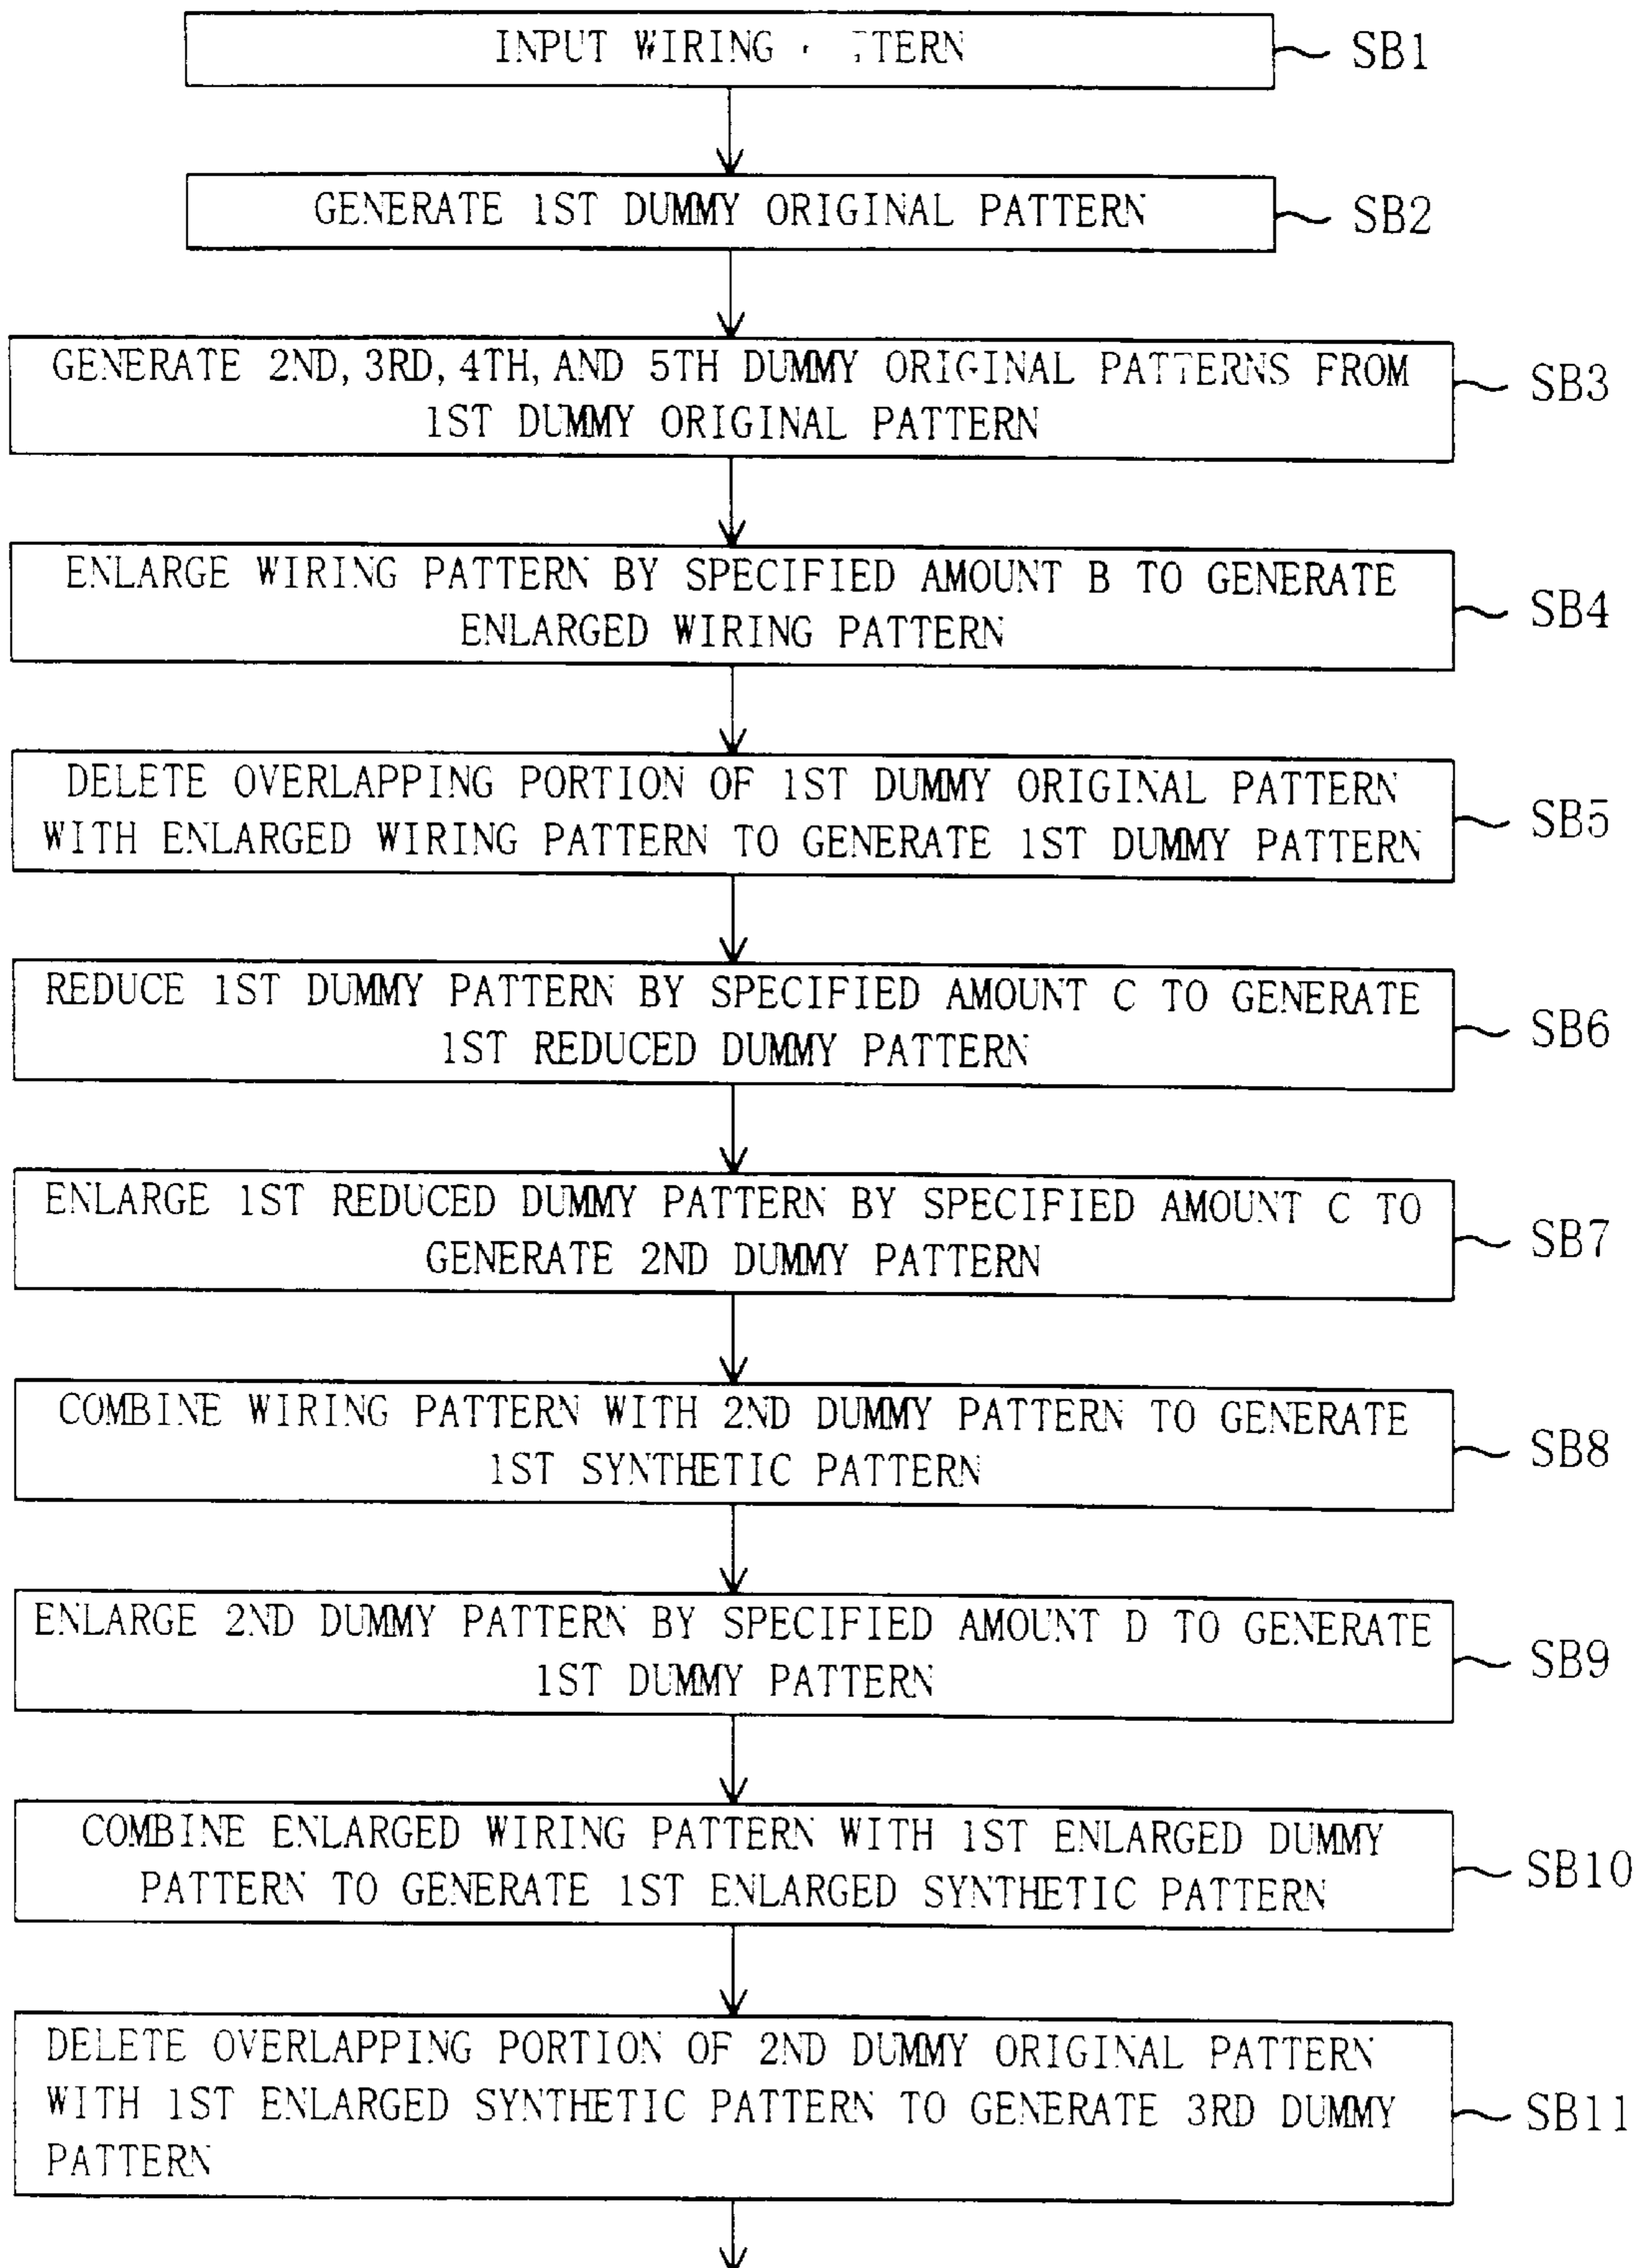 INPUT WIRING TERN
SB1
GENERATE 1ST DUMMY ORIGINAL PATTERN
SB2
GENERATE 2ND, 3RD, 4TH, AND 5TH DUMMY ORIGINAL PATTERNS FROM
1ST DUMMY ORIGINAL PATTERN
SB3
ENLARGE WIRING PATTERN BY SPECIFIED AMOUNT B TO GENERATE
ENLARGED WIRING PATTERN
SB4
DELETE OVERLAPPING PORTION OF 1ST DUMMY ORIGINAL PATTERN
WITH ENLARGED WIRING PATTERN TO GENERATE 1ST DUMMY PATTERN
SB5
REDUCE 1ST DUMMY PATTERN BY SPECIFIED AMOUNT C TO GENERATE
1ST REDUCED DUMMY PATTERN
SB6
ENLARGE 1ST REDUCED DUMMY PATTERN BY SPECIFIED AMOUNT C TO
GENERATE 2ND DUMMY PATTERN
SB7
COMBINE WIRING PATTERN WITH 2ND DUMMY PATTERN TO GENERATE
1ST SYNTHETIC PATTERN
SB8
ENLARGE 2ND DUMMY PATTERN BY SPECIFIED AMOUNT D TO GENERATE
1ST DUMMY PATTERN
SB9
COMBINE ENLARGED WIRING PATTERN WITH 1ST ENLARGED DUMMY
PATTERN TO GENERATE 1ST ENLARGED SYNTHETIC PATTERN
SB10
DELETE OVERLAPPING PORTION OF 2ND DUMMY ORIGINAL PATTERN
WITH 1ST ENLARGED SYNTHETIC PATTERN TO GENERATE 3RD DUMMY
PATTERN
SB11